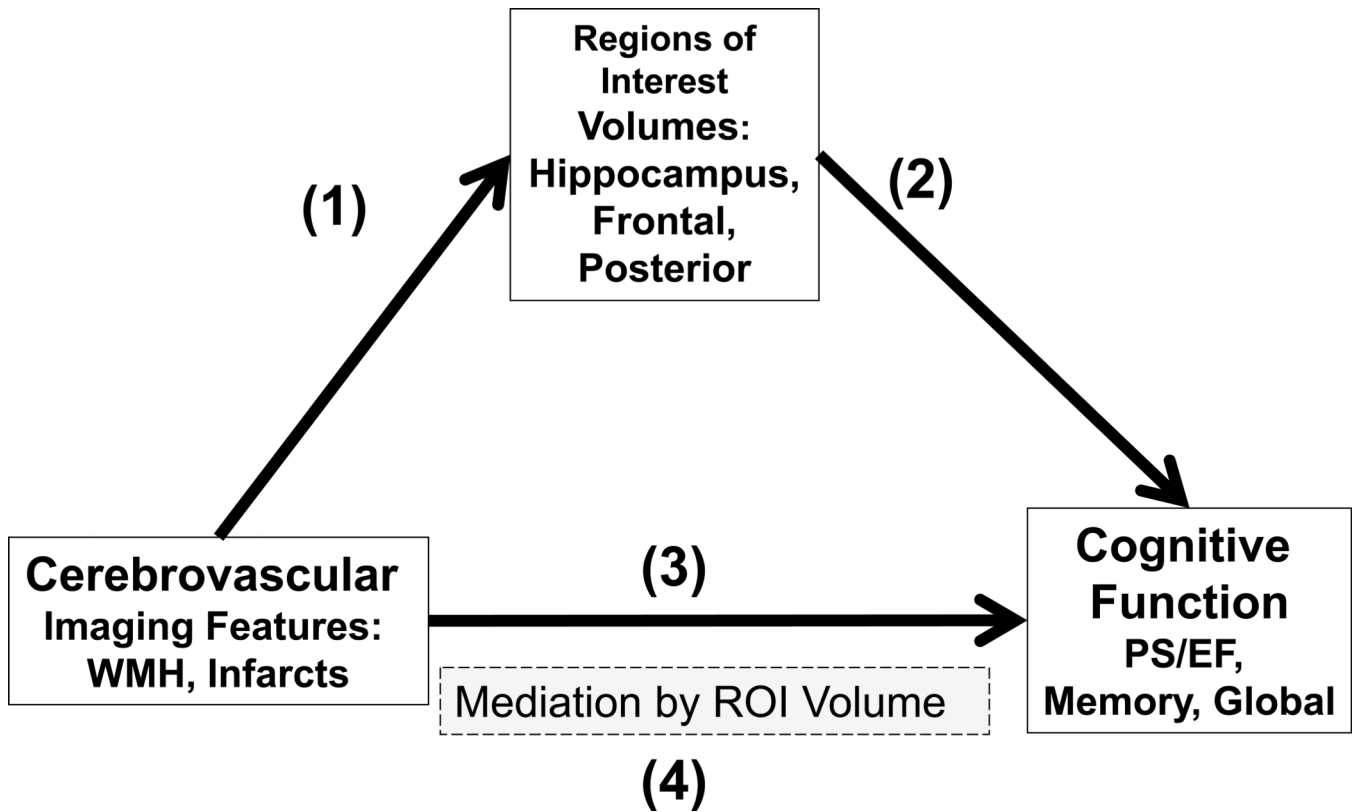 Regions of
Interest
Volumes:
Hippocampus,
Frontal,
Posterior
(1)
(2)
Cerebrovascular
Imaging Features:
WMH, Infarcts
(3)
Mediation by ROI Volume
(4)
Cognitive
Function
PS/EF,
Memory, Global